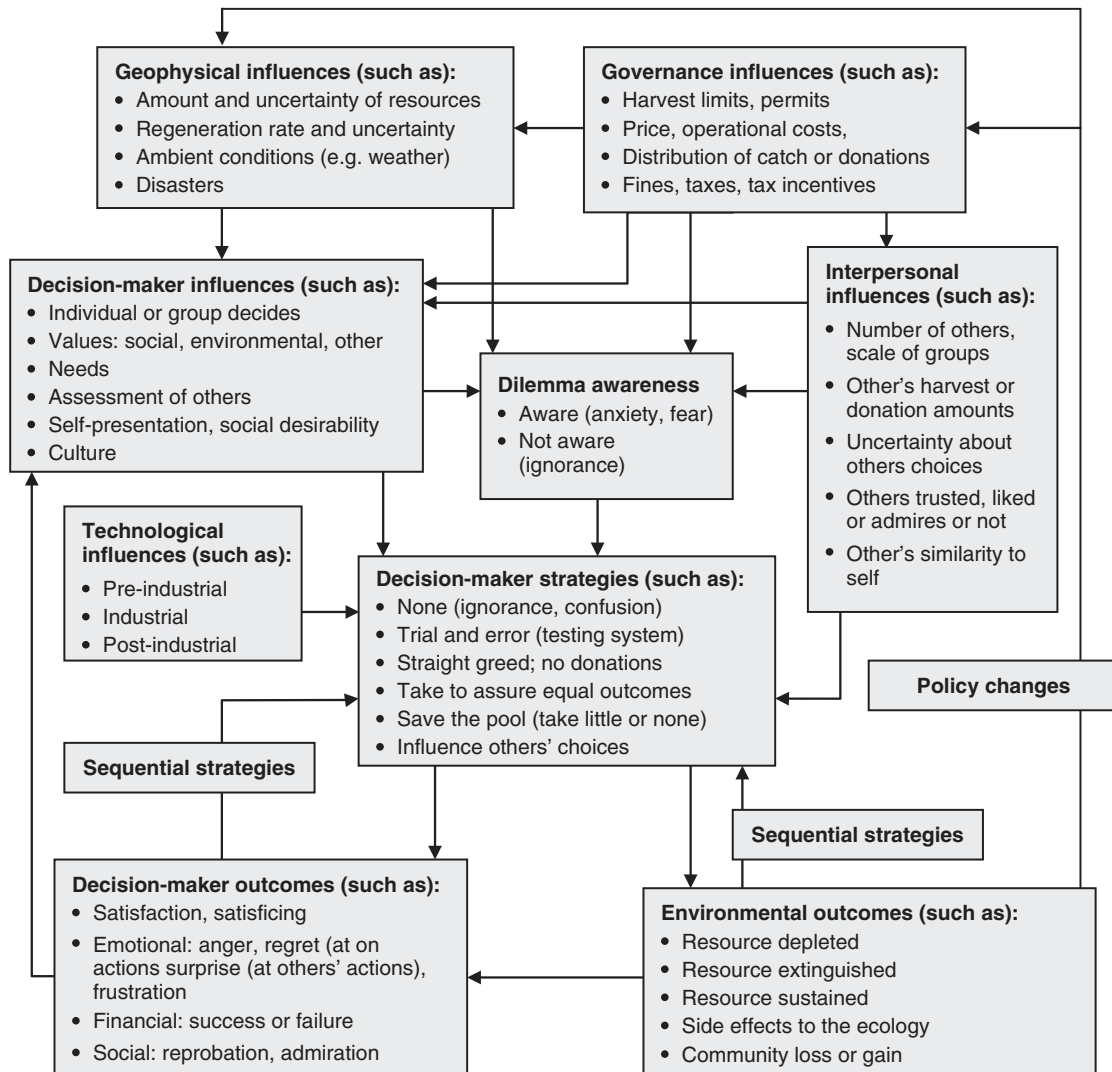 Geophysical influences (such as):
• Amount and uncertainty of resources
• Regeneration rate and uncertainty
• Ambient conditions (e.g. weather)
• Disasters
Governance influences (such as):
• Harvest limits, permits
• Price, operational costs,
• Distribution of catch or donations
• Fines, taxes, tax incentives
Decision-maker influences (such as):
• Individual or group decides
• Values: social, environmental, other
• Needs
• Assessment of others
• Self-presentation, social desirability
• Culture
Dilemma awareness
• Aware (anxiety, fear)
• Not aware
(ignorance)
Interpersonal
influences (such as):
• Number of others,
scale of groups
• Other's harvest or
donation amounts
• Uncertainty about
others choices
• Others trusted, liked
or admires or not
• Other's similarity to
self
Technological
influences (such as):
• Pre-industrial
• Industrial
• Post-industrial
Decision-maker strategies (such as):
• None (ignorance, confusion)
• Trial and error (testing system)
• Straight greed; no donations
• Take to assure equal outcomes
• Save the pool (take little or none)
• Influence others' choices
Policy changes
Sequential strategies
Sequential strategies
Decision-maker outcomes (such as):
• Satisfaction, satisficing
• Emotional: anger, regret (at on
actions surprise (at others' actions),
frustration
• Financial: success or failure
• Social: reprobation, admiration
Environmental outcomes (such as):
• Resource depleted
• Resource extinguished
• Resource sustained
• Side effects to the ecology
• Community loss or gain